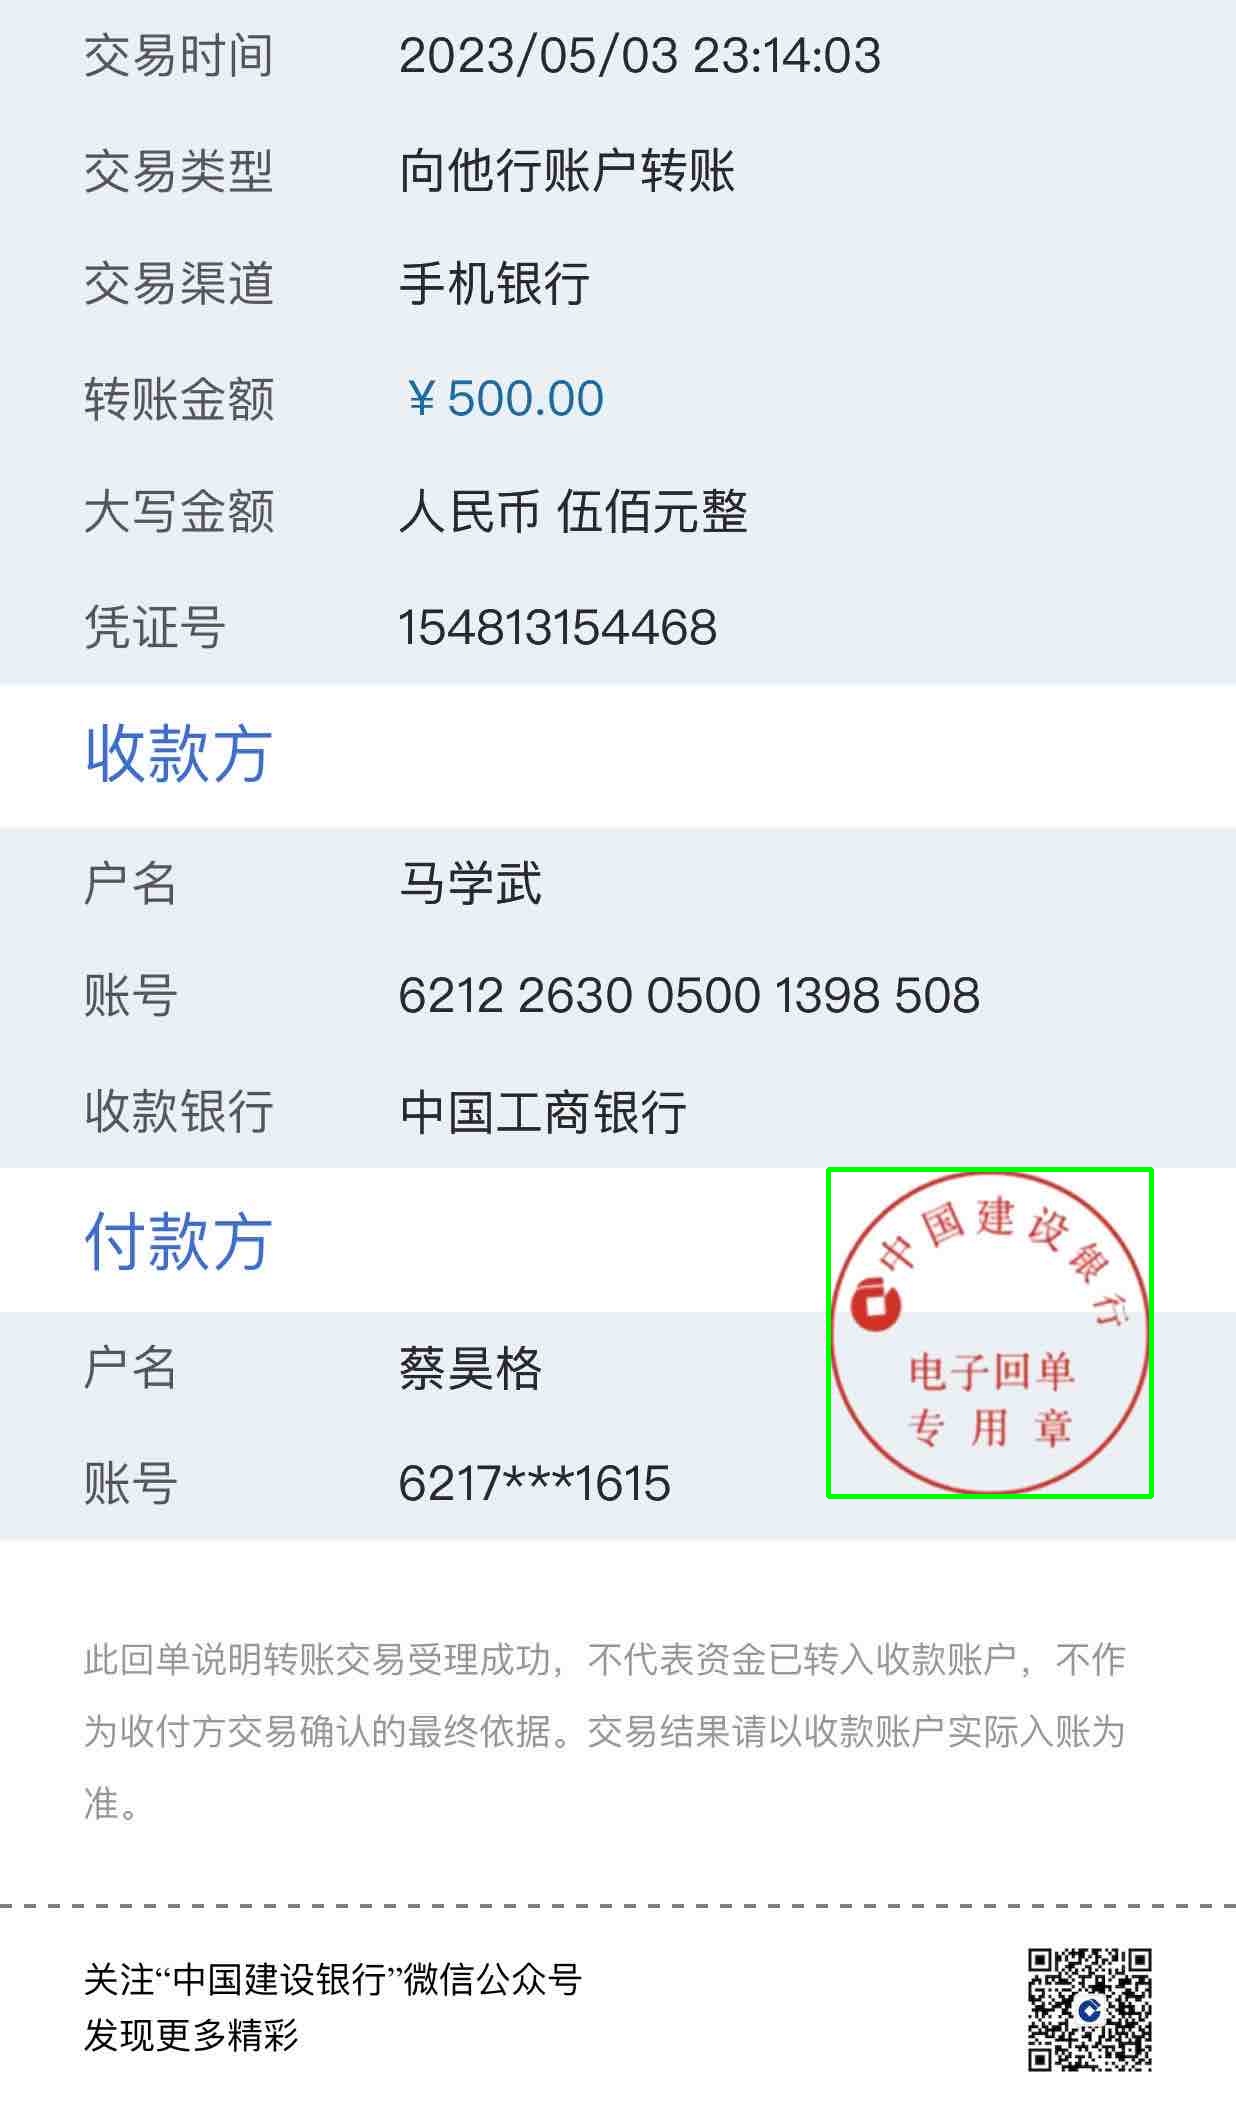 交易时间 2023/05/03 23:14:03
交易类型 向他行账户转账
交易渠道 手机银行
转账金额 ¥ 500.00
大写金额 人民币 伍佰元整
凭证号 154813154468
收款方
户名 马学武
账号 6212 2630 0500 1398 508
收款银行 中国工商银行
付款方
中国建设银行
电子回单
专用章
户名 蔡昊格
账号 6217***1615
此回单说明转账交易受理成功，不代表资金已转入收款账户，不作
为收付方交易确认的最终依据。交易结果请以收款账户实际入账为
准。
关注“中国建设银行”微信公众号
发现更多精彩